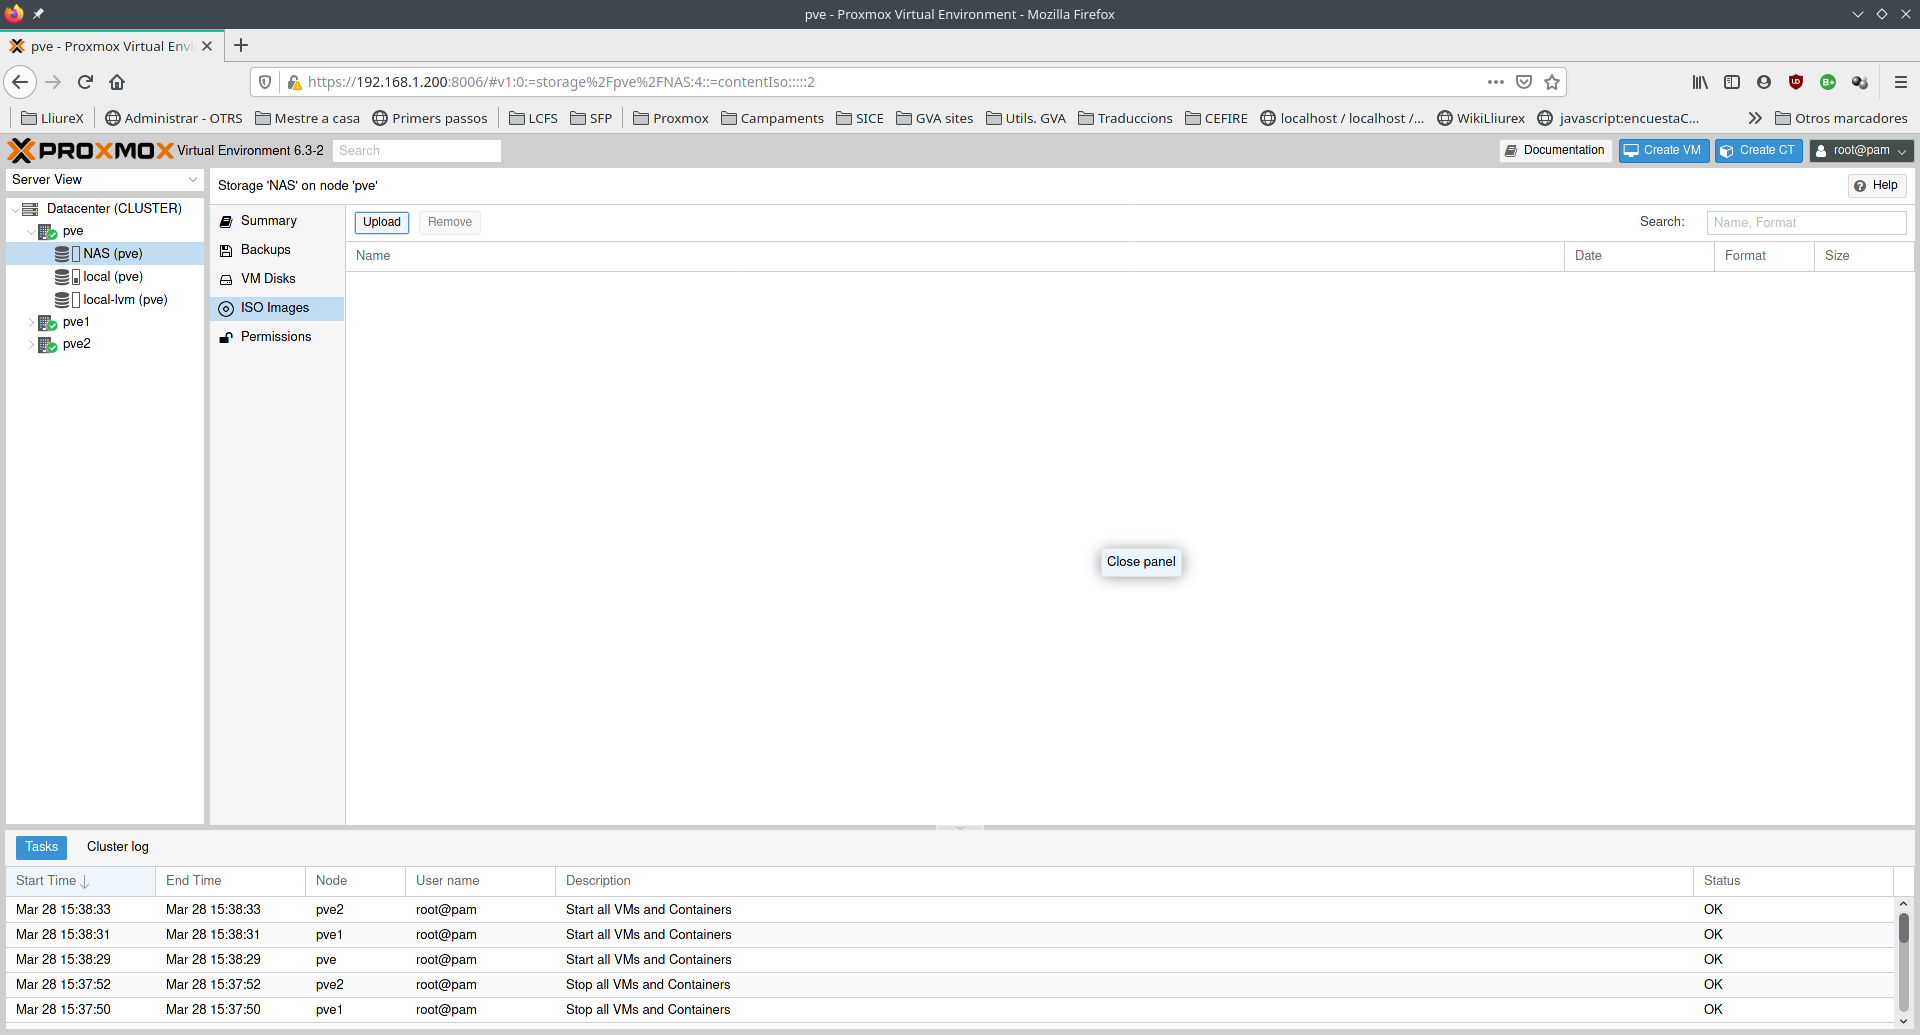 pve - Proxmox Virtual Environment - Mozilla Firefox
pve - Proxmox Virtual Envi
https://192.168.1.200:8006/#v1:0:=storage%2Fpve%2FNAS:4::=contentIso:::::2
LliureX Administrar - OTRS Mestre a casa Primers passos LCFS SFP Proxmox Campaments SICE GVA sites Utils. GVA Traduccions CEFIRE localhost / localhost /... WikiLliurex javascript:encuestaC... Otros marcadores
PROXMOX Virtual Environment 6.3-2 Search Documentation Create VM Create CT root@pam
Server View
Storage 'NAS' on node 'pve' Help
Datacenter (CLUSTER)
pve
NAS (pve)
local (pve)
local-lvm (pve)
pve1
pve2
Summary
Backups
VM Disks
ISO Images
Permissions
Upload Remove Search: Name, Format
Name Date Format Size
Close panel
Tasks Cluster log
Start Time End Time Node User name Description Status
Mar 28 15:38:33 Mar 28 15:38:33 pve2 root@pam Start all VMs and Containers OK
Mar 28 15:38:31 Mar 28 15:38:31 pve1 root@pam Start all VMs and Containers OK
Mar 28 15:38:29 Mar 28 15:38:29 pve root@pam Start all VMs and Containers OK
Mar 28 15:37:52 Mar 28 15:37:52 pve2 root@pam Stop all VMs and Containers OK
Mar 28 15:37:50 Mar 28 15:37:50 pve1 root@pam Stop all VMs and Containers OK